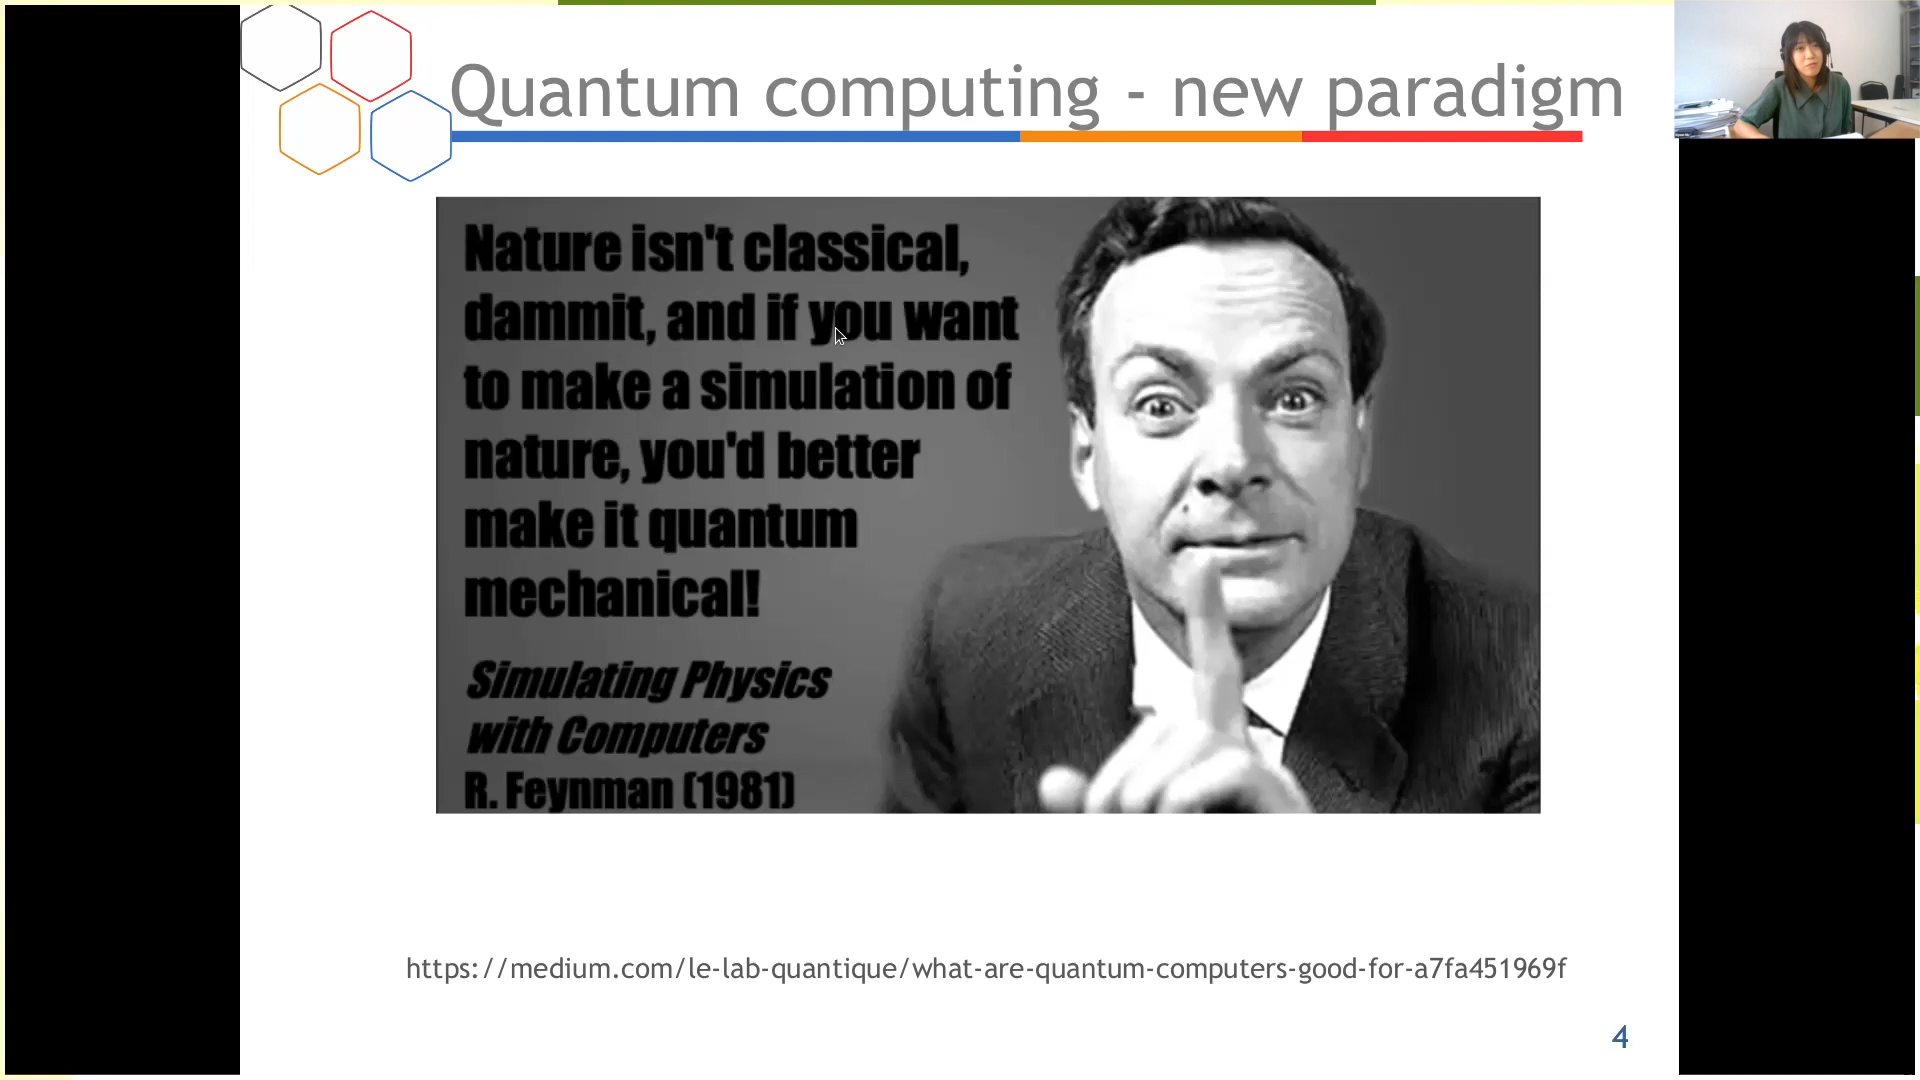 Quantum computing - new paradigm
Nature isn't classical,
dammit, and if you want
to make a simulation of
nature, you'd better
make it quantum
mechanical!
Simulating Physics
with Computers
R. Feynman (1981)
https://medium.com/le-lab-quantique/what-are-quantum-computers-good-for-a7fa451969f
4